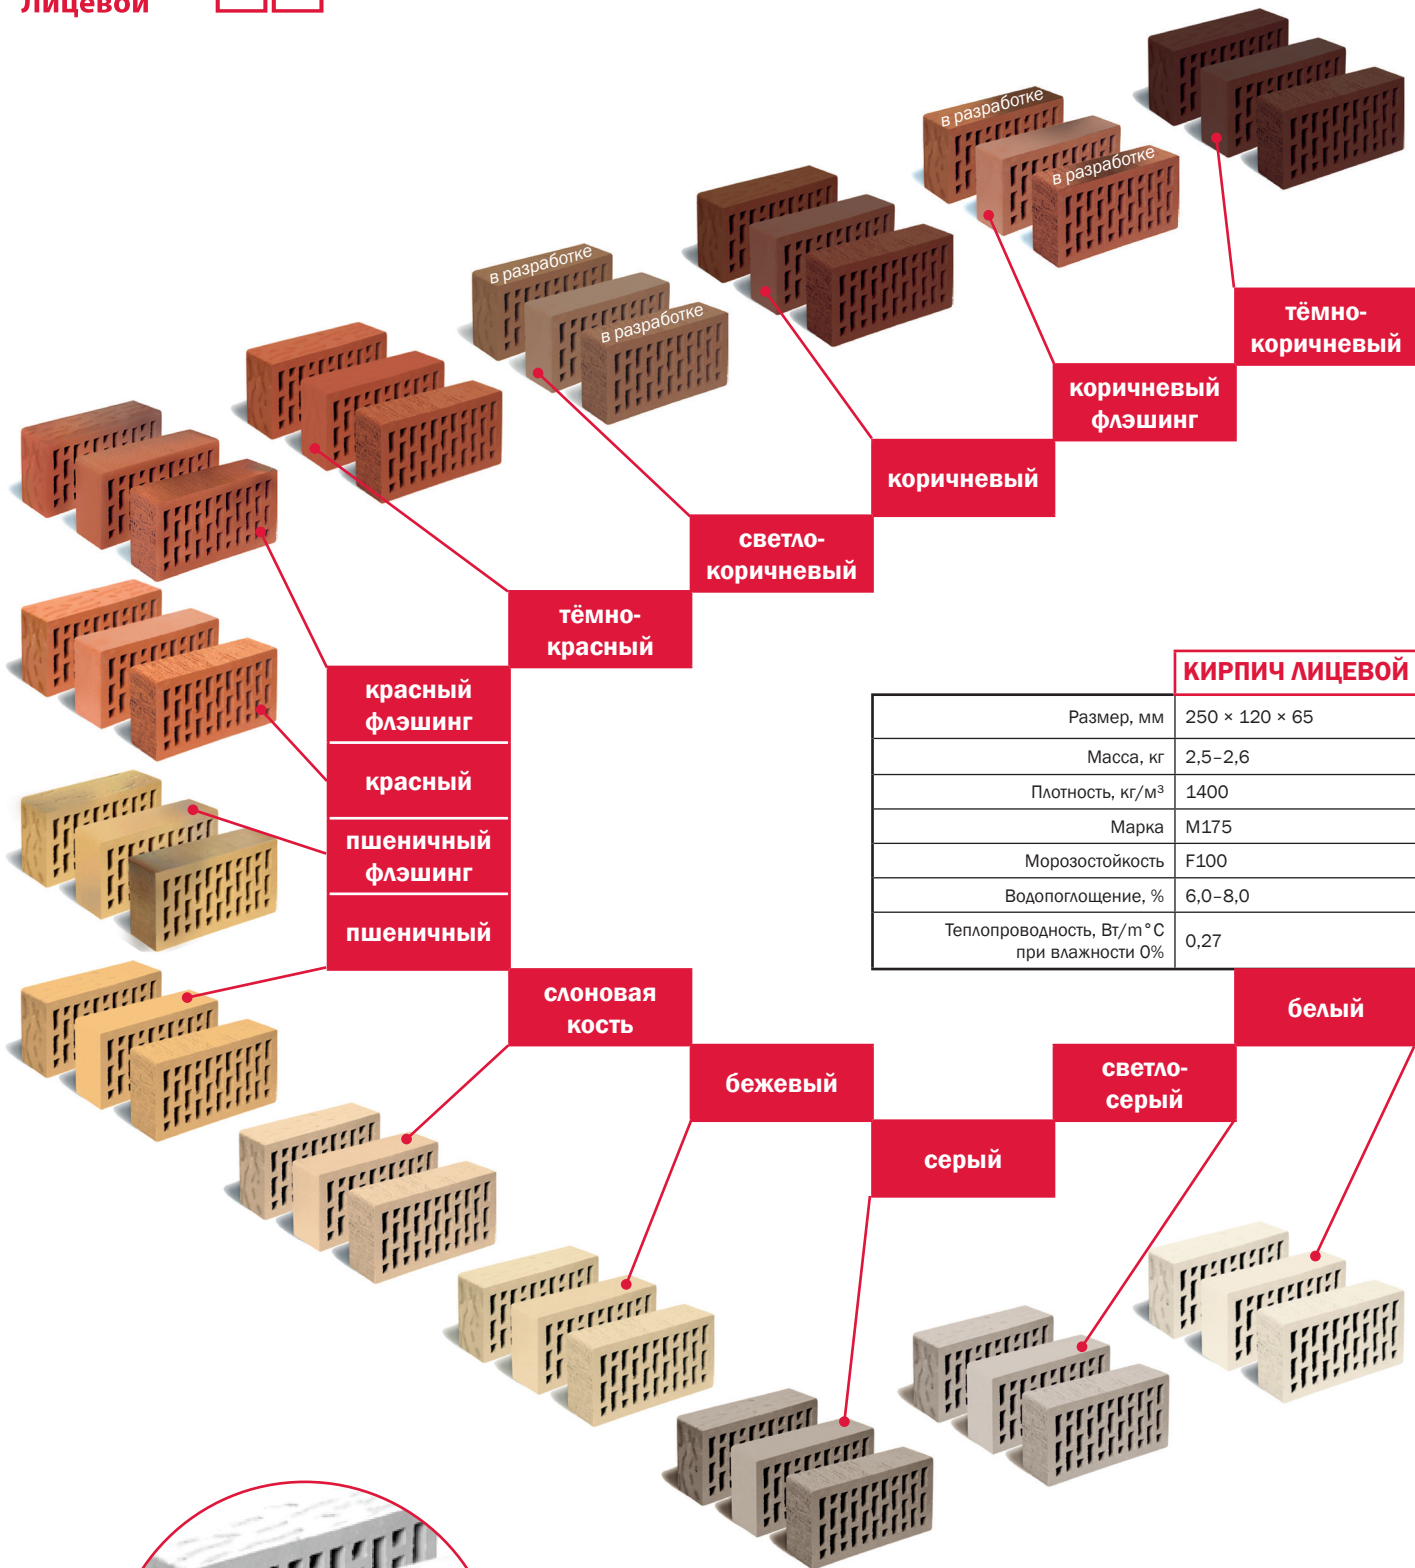 Лицевой
в разработке
в разработке
в разработке
в разработке
тёмно-
коричневый
коричневый
флэшинг
коричневый
светло-
коричневый
тёмно-
красный
красный
флэшинг
красный
пшеничный
флэшинг
пшеничный
КИРПИЧ ЛИЦЕВОЙ
Размер, мм 250 × 120 × 65
Масса, кг 2,5–2,6
Плотность, кг/м³ 1400
Марка М175
Морозостойкость F100
Водопоглощение, % 6,0–8,0
Теплопроводность, Вт/m°C
при влажности 0% 0,27
слоновая
кость
белый
бежевый
светло-
серый
серый